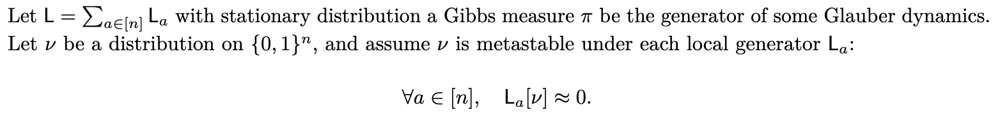 Let L = ∑_{a∈[n]} L_a with stationary distribution a Gibbs measure π be the generator of some Glauber dynamics.
Let ν be a distribution on {0, 1}^n, and assume ν is metastable under each local generator L_a:
∀a ∈ [n], L_a[ν] ≈ 0.